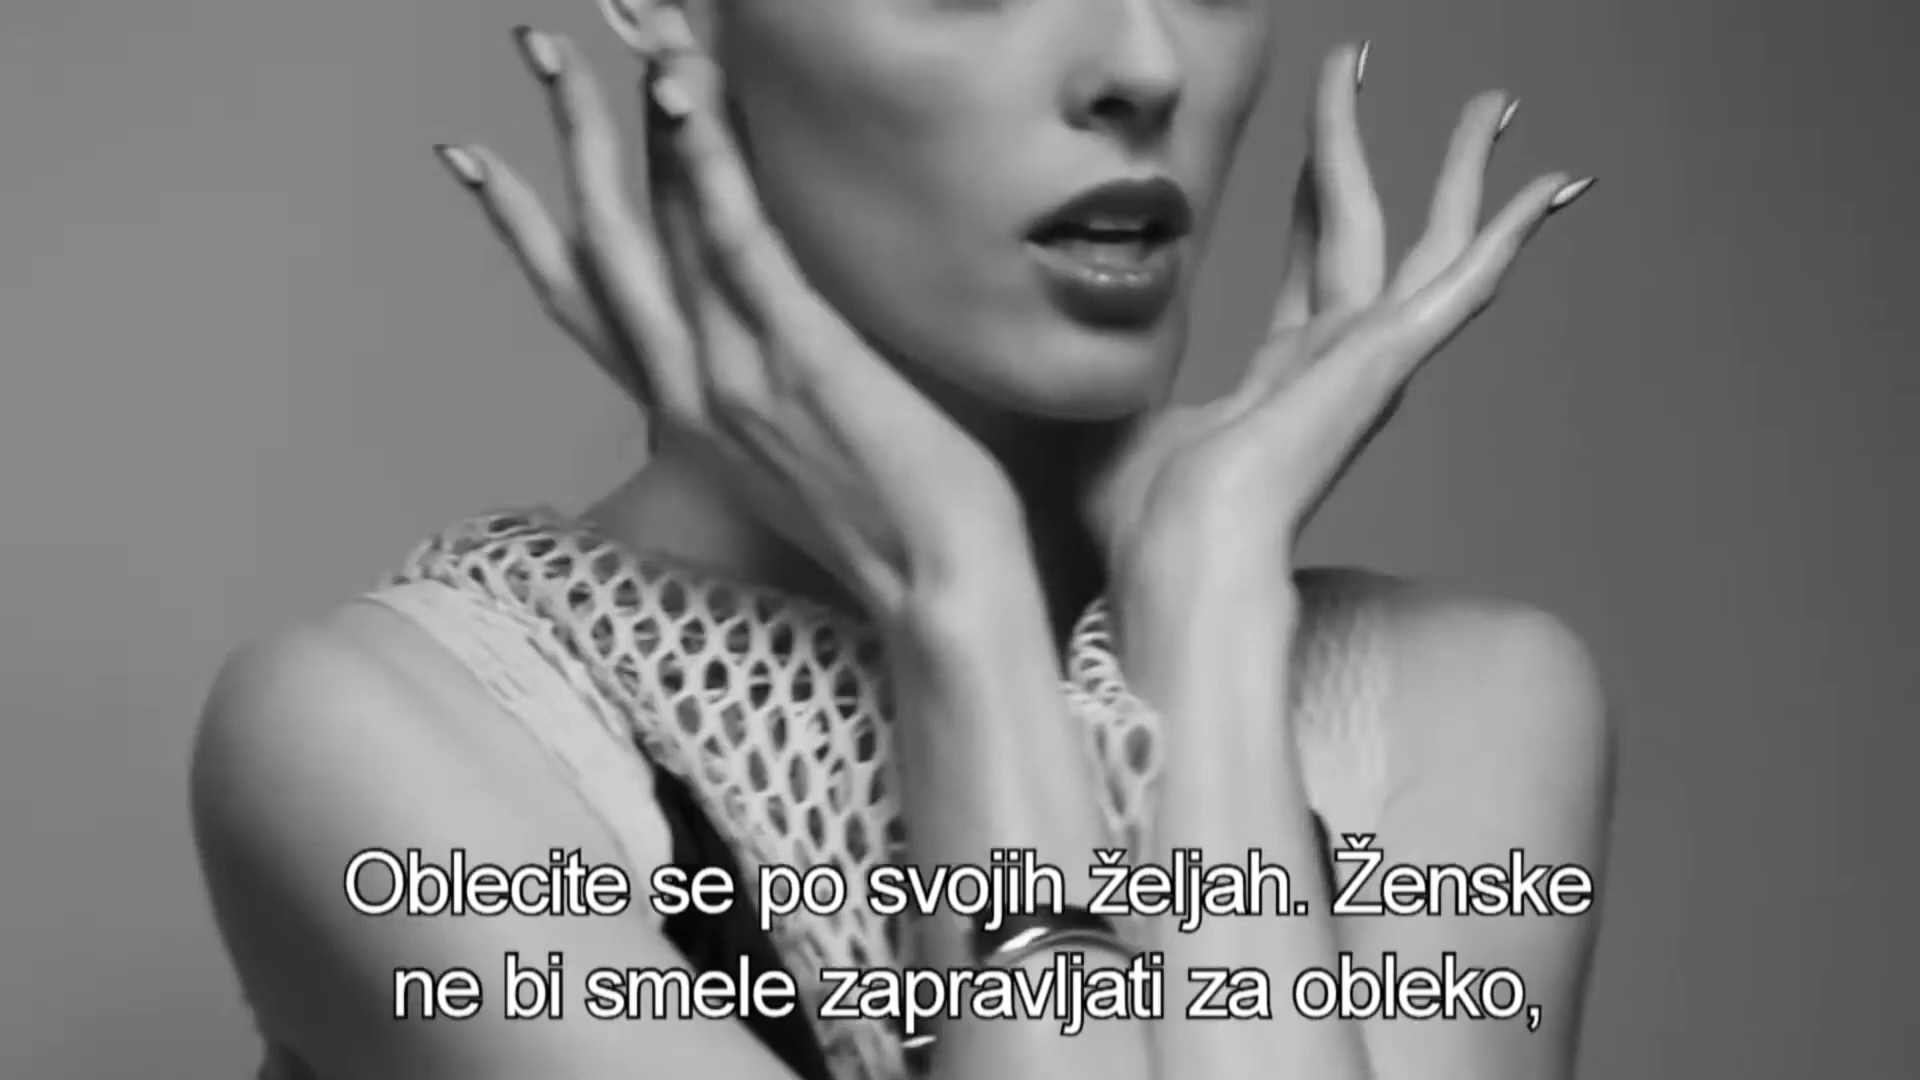 Oblecite se po svojih željah. Ženske
ne bi smele zapravljati za obleko,